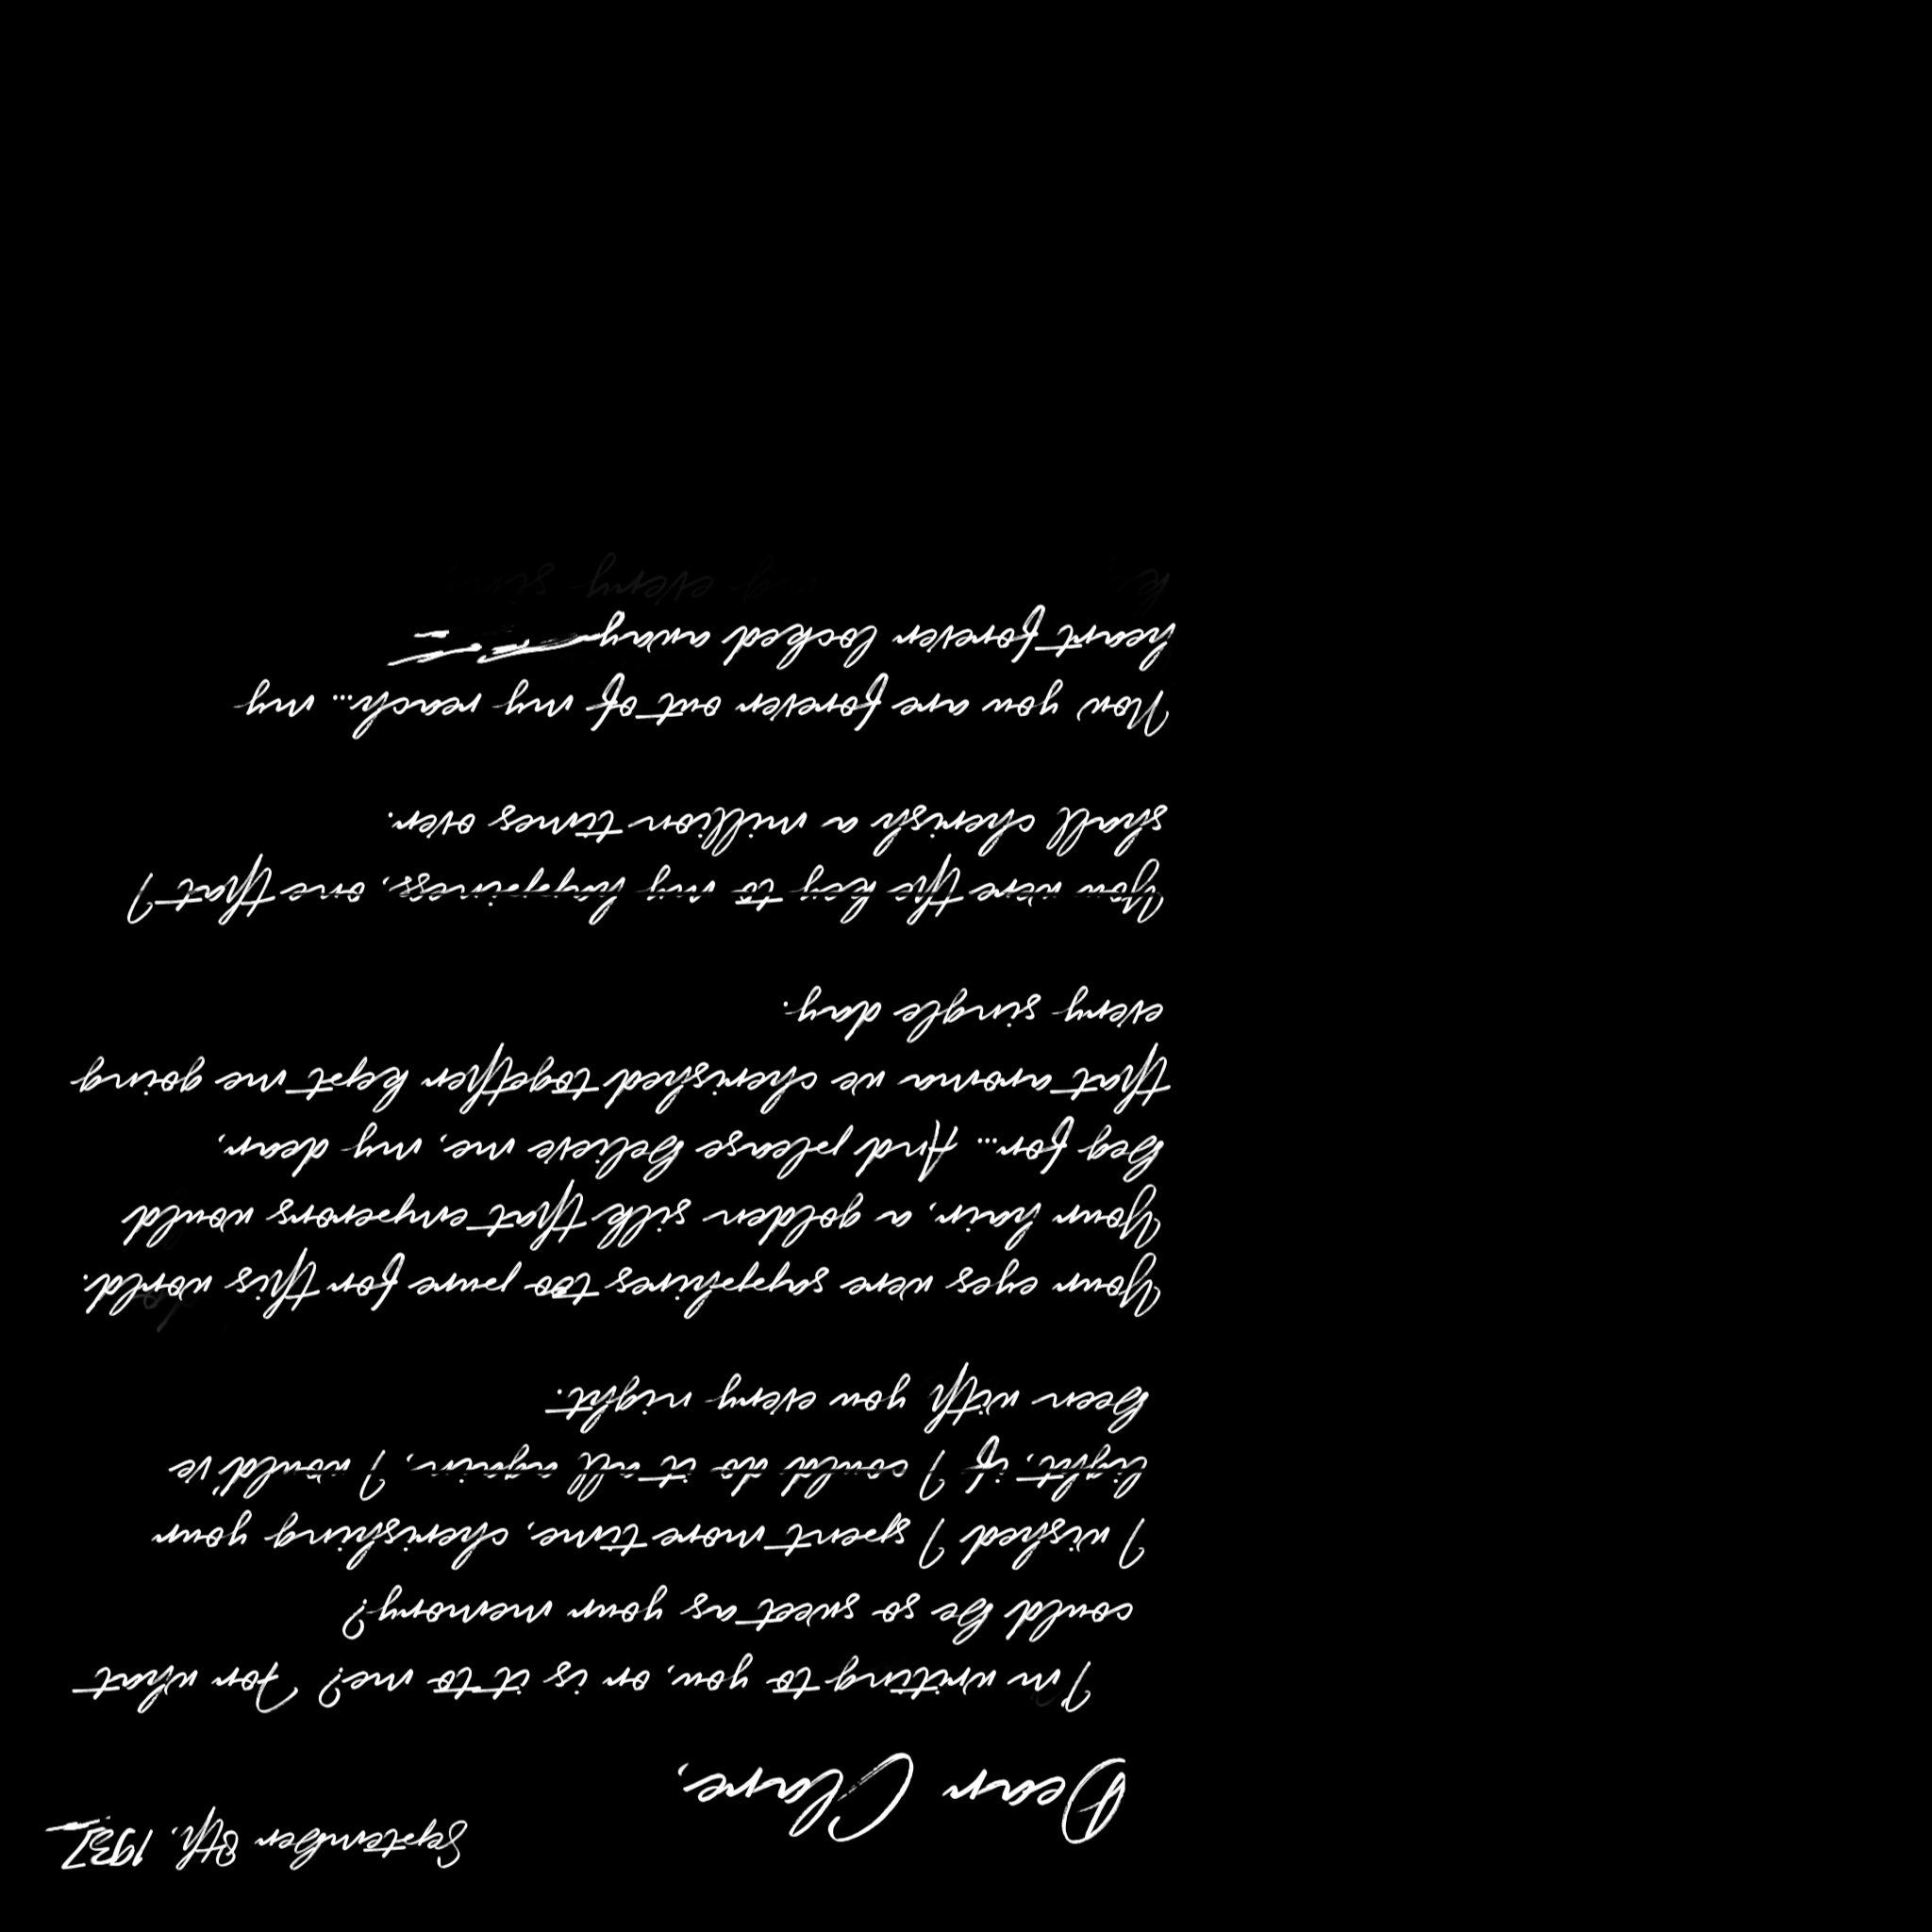 September 8th, 1937
Dear Clare,
I'm writing to you, or is it to me? For what
could be so sweet as your memory?
I wished I spent more time, cherishing your
light, if I could do it all again, I would've
been with you every night.
Your eyes were sapphires too pure for this world.
Your hair, a golden silk that emperors would
beg for... And please believe me, my dear,
that aroma we cherished together kept me going
every single day.
You were the key to my happiness, one that I
shall cherish a million times over.
Now you are forever out of my reach... my
heart forever locked away
every